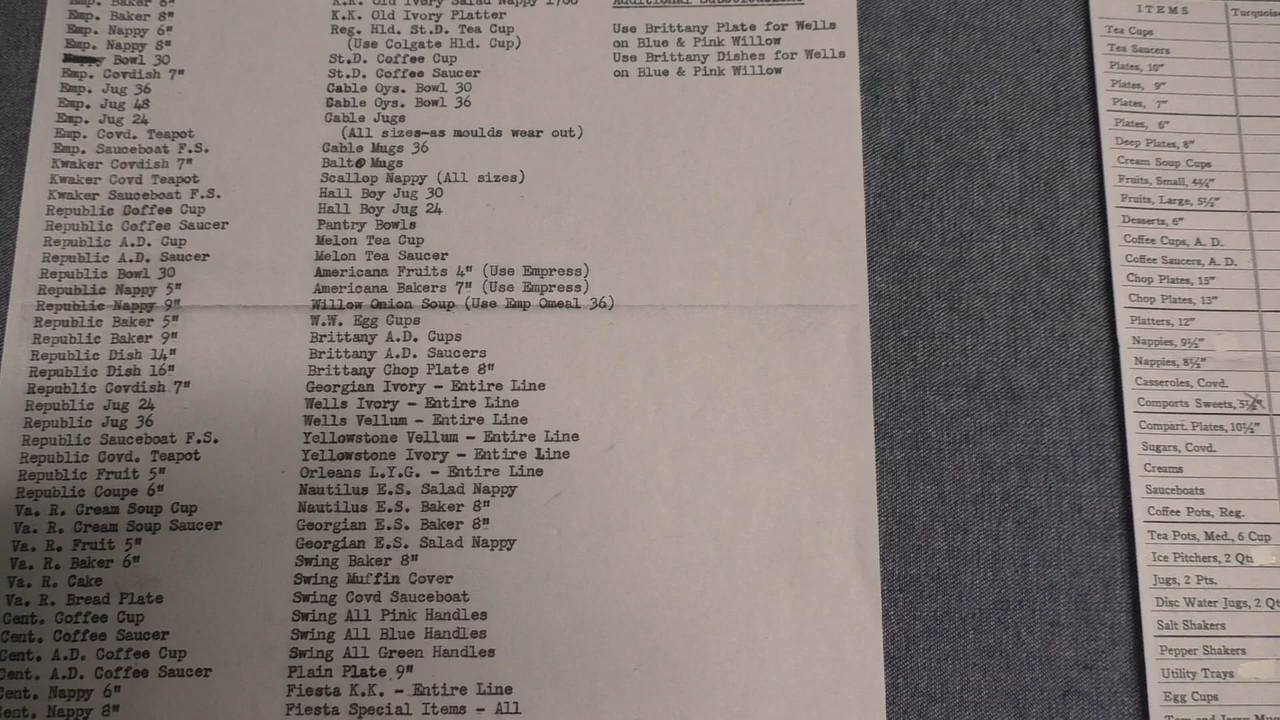 Emp. Baker 6"
Emp. Baker 8"
Emp. Nappy 6"
Emp. Nappy 8"
Bowl 30
Emp. Covdish 7"
Emp. Jug 36
Emp. Jug 48
Emp. Jug 24
Emp. Covd. Teapot
Emp. Sauceboat F.S.
Kwaker Covdish 7"
Kwaker Covd Teapot
Kwaker Sauceboat F.S.
Republic Coffee Cup
Republic Coffee Saucer
Republic A.D. Cup
Republic A.D. Saucer
Republic Bowl 30
Republic Nappy 5"
Republic Nappy 9"
Republic Baker 5"
Republic Baker 9"
Republic Dish 14"
Republic Dish 16"
Republic Covdish 7"
Republic Jug 24
Republic Jug 36
Republic Sauceboat F.S.
Republic Covd. Teapot
Republic Fruit 5"
Republic Coupe 6"
Va. R. Cream Soup Cup
Va. R. Cream Soup Saucer
Va. R. Fruit 5"
Va. R. Baker 6"
Va. R. Cake
Va. R. Bread Plate
Cent. Coffee Cup
Cent. Coffee Saucer
Cent. A.D. Coffee Cup
Cent. A.D. Coffee Saucer
Cent. Nappy 6"
Cent. Nappy 8"
K.K. Old Ivory Salad Nappy
K.K. Old Ivory Platter
Reg. Hld. St.D. Tea Cup
(Use Colgate Hld. Cup)
St.D. Coffee Cup
St.D. Coffee Saucer
Cable Oys. Bowl 30
Cable Oys. Bowl 36
Cable Jugs
(All sizes-as moulds wear out)
Cable Mugs 36
Balto Mugs
Scallop Nappy (All sizes)
Hall Boy Jug 30
Hall Boy Jug 24
Pantry Bowls
Melon Tea Cup
Melon Tea Saucer
Americana Fruits 4" (Use Empress)
Americana Bakers 7" (Use Empress)
Willow Onion Soup (Use Emp Omeal 36)
W.W. Egg Cups
Brittany A.D. Cups
Brittany A.D. Saucers
Brittany Chop Plate 8"
Georgian Ivory - Entire Line
Wells Ivory - Entire Line
Wells Vellum - Entire Line
Yellowstone Vellum - Entire Line
Yellowstone Ivory - Entire Line
Orleans L.Y.G. - Entire Line
Nautilus E.S. Salad Nappy
Nautilus E.S. Baker 8"
Georgian E.S. Baker 8"
Georgian E.S. Salad Nappy
Swing Baker 8"
Swing Muffin Cover
Swing Covd Sauceboat
Swing All Pink Handles
Swing All Blue Handles
Swing All Green Handles
Plain Plate 9"
Fiesta K.K. - Entire Line
Fiesta Special Items - All
Additional Substitutions
Use Brittany Plate for Wells
on Blue & Pink Willow
Use Brittany Dishes for Wells
on Blue & Pink Willow
ITEMS
Turquoise
Tea Cups
Tea Saucers
Plates, 10"
Plates, 9"
Plates, 7"
Plates, 6"
Deep Plates, 8"
Cream Soup Cups
Fruits, Small, 4¾"
Fruits, Large, 5½"
Desserts, 6"
Coffee Cups, A. D.
Coffee Saucers, A. D.
Chop Plates, 15"
Chop Plates, 13"
Platters, 12"
Nappies, 9½"
Nappies, 8½"
Casseroles, Covd.
Comports Sweets,
Compart. Plates, 10½"
Sugars, Covd.
Creams
Sauceboats
Coffee Pots, Reg.
Tea Pots, Med., 6 Cup
Ice Pitchers, 2 Qts
Jugs, 2 Pts.
Disc Water Jugs, 2 Qt
Salt Shakers
Pepper Shakers
Utility Trays
Egg Cups